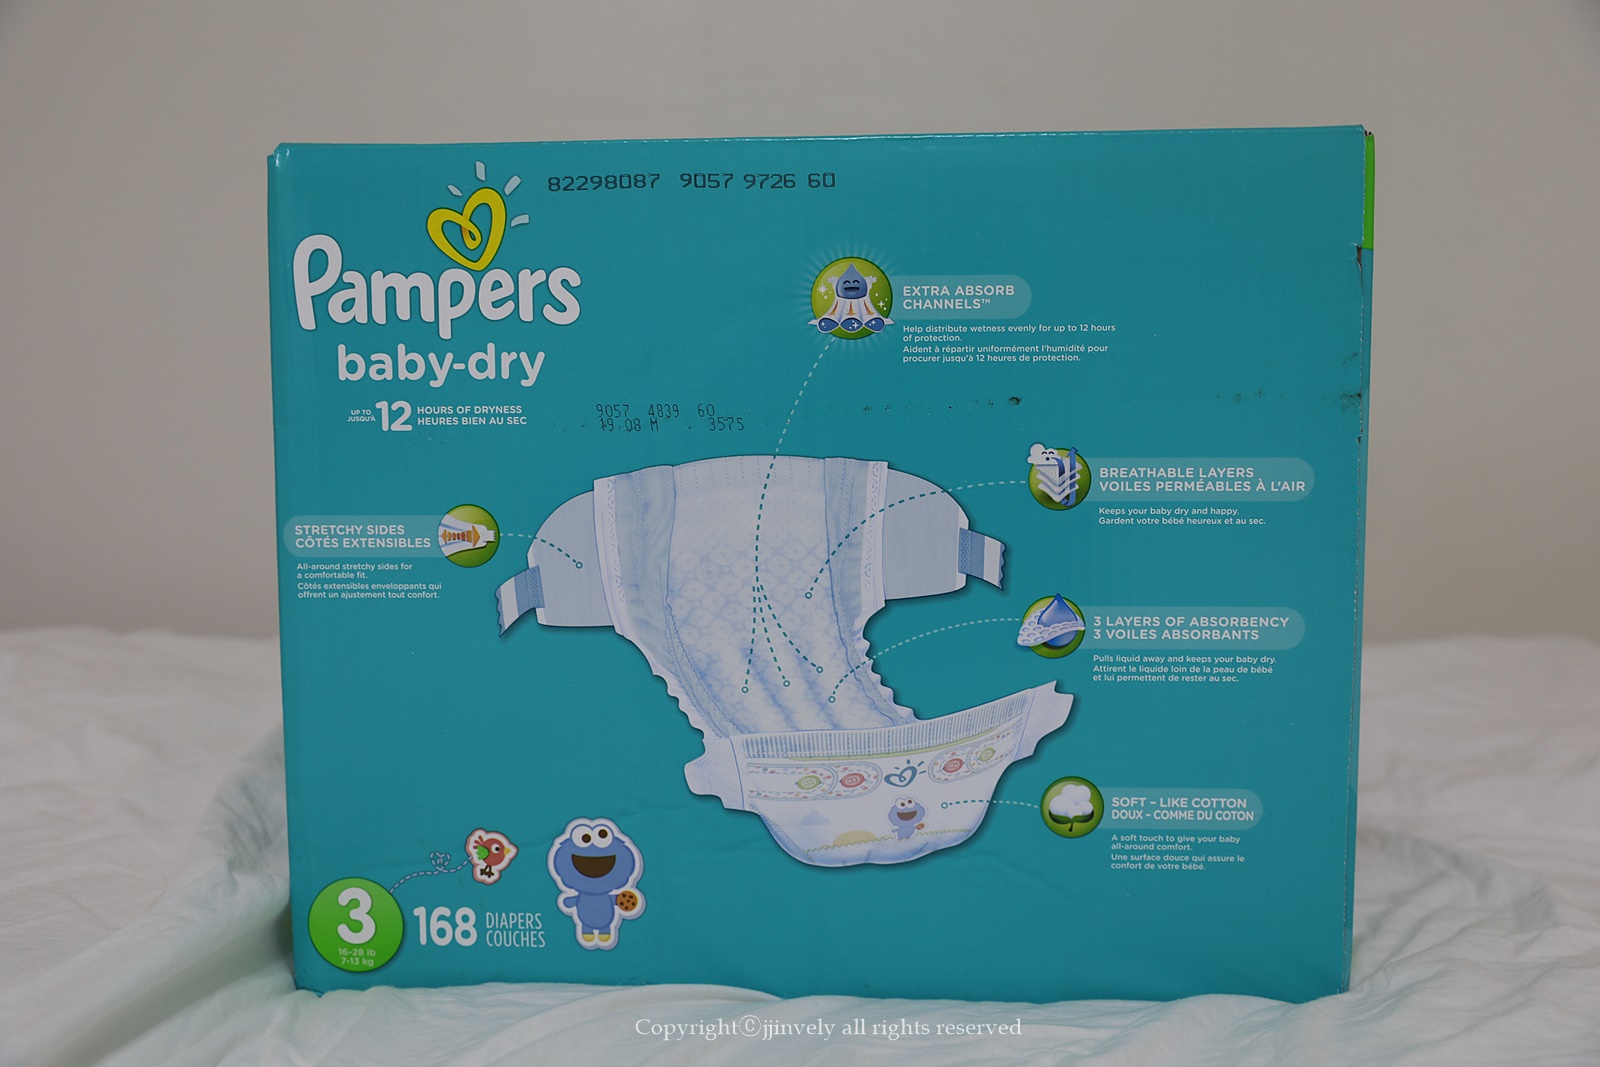 82298087 9057 9726 60
Pampers
baby-dry
UP TO
JUSQU'À
12
HOURS OF DRYNESS
HEURES BIEN AU SEC
9057 4839 60
19.08 M 3575
EXTRA ABSORB
CHANNELS™
Help distribute wetness evenly for up to 12 hours
of protection.
Aident à répartir uniformément l'humidité pour
procurer jusqu'à 12 heures de protection.
STRETCHY SIDES
CÔTÉS EXTENSIBLES
All-around stretchy sides for
a comfortable fit.
Côtés extensibles enveloppants qui
offrent un ajustement tout confort.
BREATHABLE LAYERS
VOILES PERMÉABLES À L'AIR
Keeps your baby dry and happy.
Gardent votre bébé heureux et au sec.
3 LAYERS OF ABSORBENCY
3 VOILES ABSORBANTS
Pulls liquid away and keeps your baby dry.
Attirent le liquide loin de la peau de bébé
et lui permettent de rester au sec.
SOFT – LIKE COTTON
DOUX – COMME DU COTON
A soft touch to give your baby
all-around comfort.
Une surface douce qui assure le
confort de votre bébé.
3
16-28 lb
7-13 kg
168 DIAPERS
COUCHES
Copyrightⓒjjinvely all rights reserved